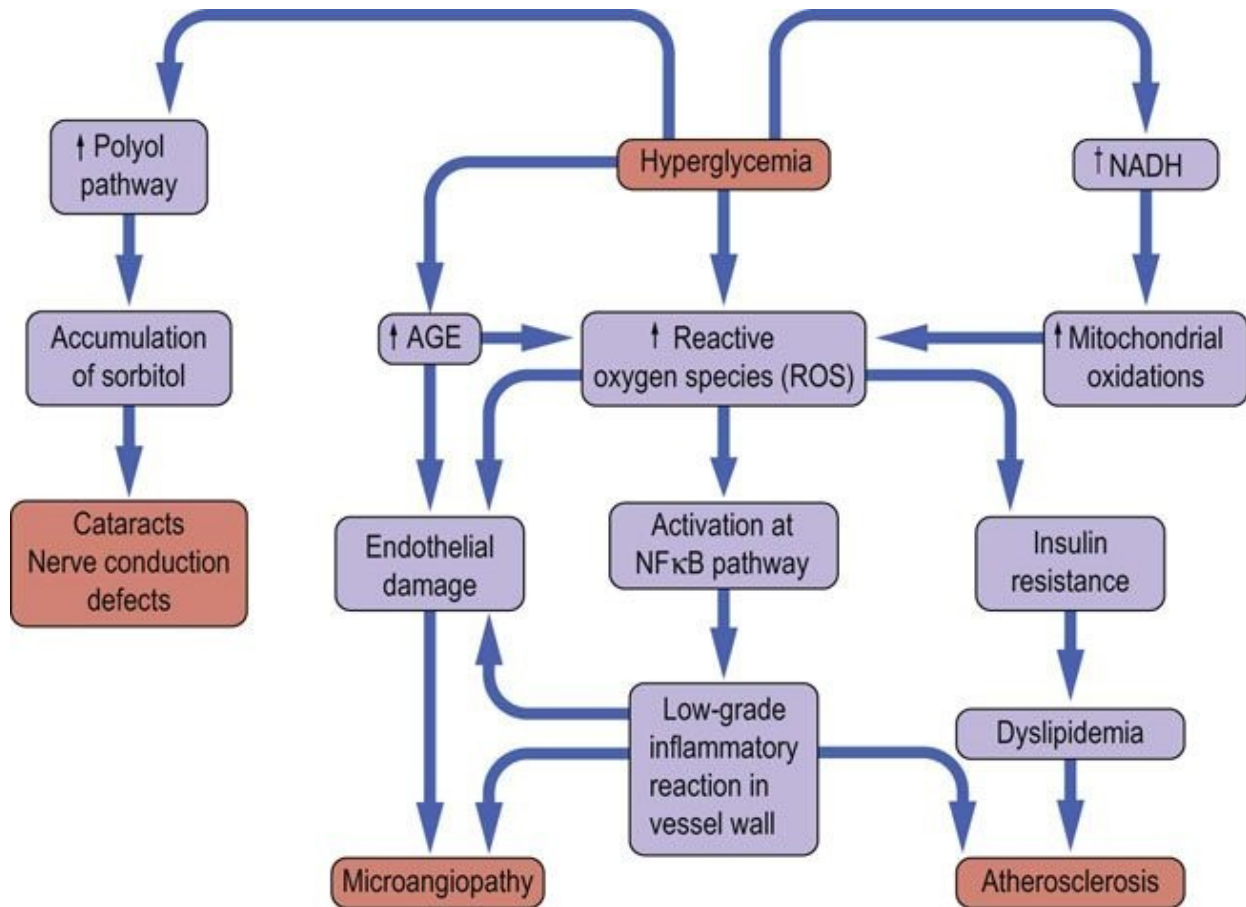 ↑ Polyol
pathway
Hyperglycemia
†NADH
Accumulation
of sorbitol
↑ AGE
↑ Reactive
oxygen species (ROS)
↑Mitochondrial
oxidations
Cataracts
Nerve conduction
defects
Endothelial
damage
Activation at
NFκB pathway
Insulin
resistance
Low-grade
inflammatory
reaction in
vessel wall
Dyslipidemia
Microangiopathy
Atherosclerosis